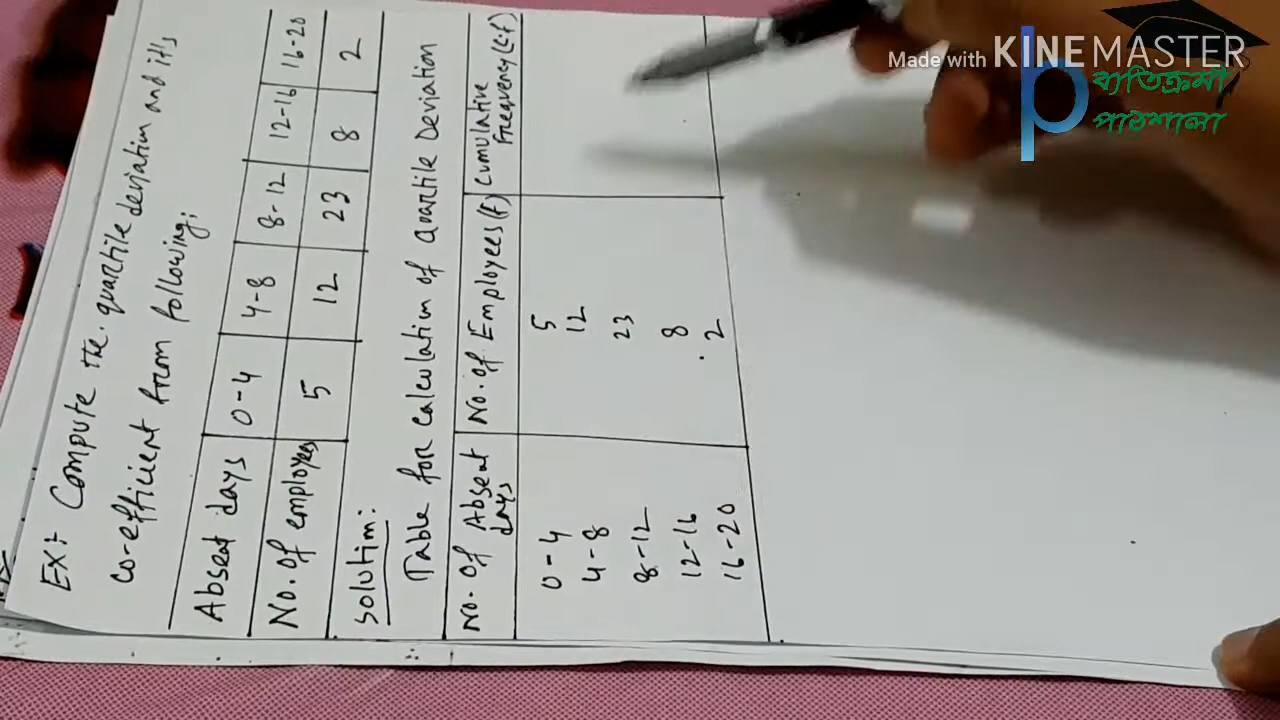 Ex:- Compute the quartile deviation and it's
co-efficient from following:
Absent days 0-4 4-8 8-12 12-16 16-20
No. of employees 5 12 23 8 2
Solution:
Table for calculation of Quartile Deviation
No. of Absent days No. of Employees (f) Cumulative Frequency (c.f)
0-4 5
4-8 12
8-12 23
12-16 8
16-20 2
Made with KINEMASTER
p ব্যতিক্রমী
পাঠশালা